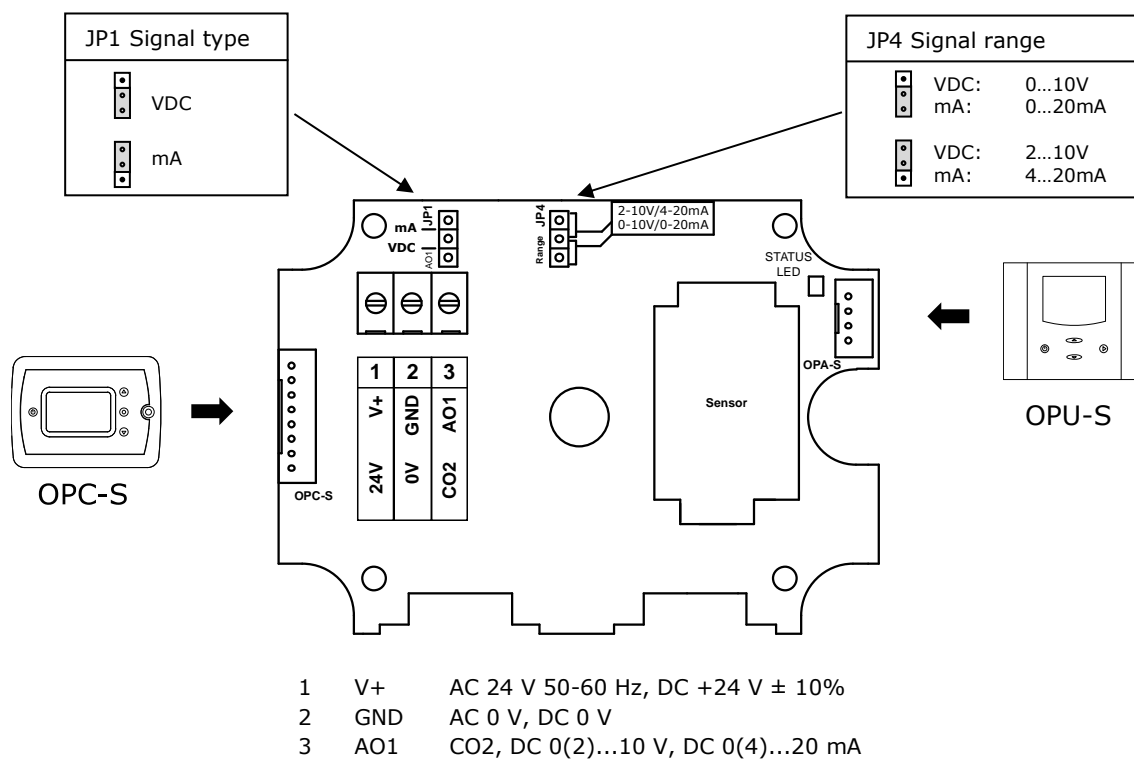 JP1 Signal type
VDC
mA
JP4 Signal range
VDC: 0...10V
mA: 0...20mA
VDC: 2...10V
mA: 4...20mA
mA
VDC
JP1
AO1
JP4
Range
2-10V/4-20mA
0-10V/0-20mA
STATUS
LED
OPA-S
OPU-S
OPC-S
OPC-S
1 2 3
V+ GND AO1
24V 0V CO2
Sensor
1 V+ AC 24 V 50-60 Hz, DC +24 V ± 10%
2 GND AC 0 V, DC 0 V
3 AO1 CO2, DC 0(2)...10 V, DC 0(4)...20 mA